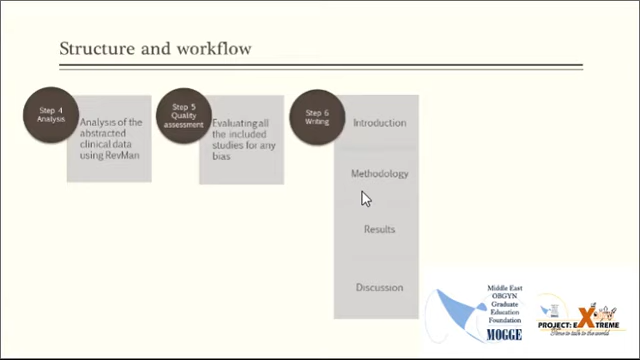 Structure and workflow
Step 4
Analysis
Analysis of the
abstracted
clinical data
using RevMan
Step 5
Quality
assessment
Evaluating all
the included
studies for any
bias
Step 6
Writing
Introduction
Methodology
Results
Discussion
Middle East
OBGYN
Graduate
Education
Foundation
MOGGE
PROJECT: EXTREME